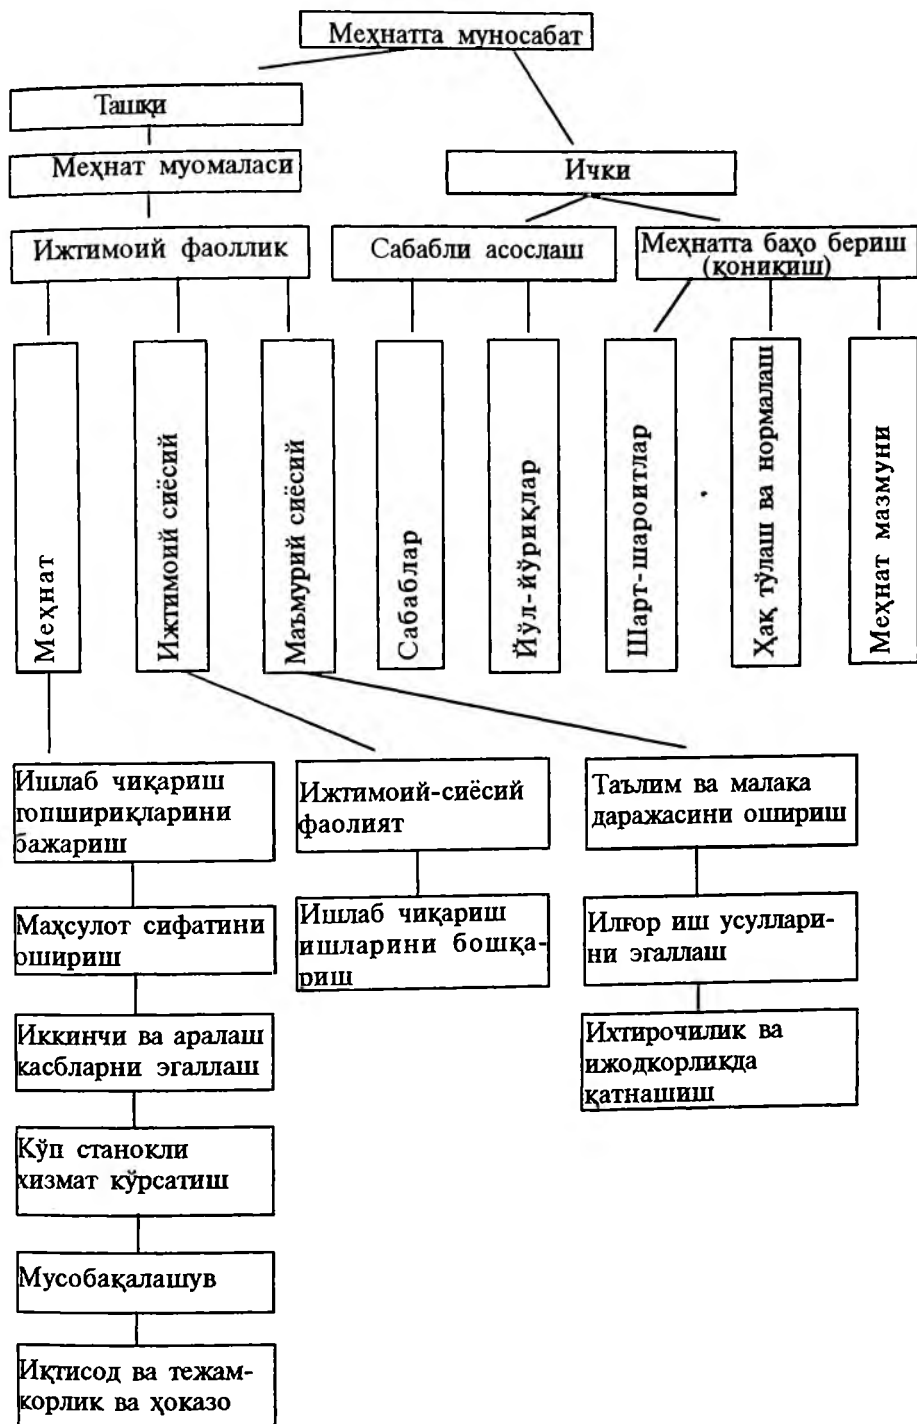 Меҳнатга муносабат
Ташқи
Меҳнат муомаласи
Ички
Ижтимоий фаоллик
Сабабли асослаш
Меҳнатга баҳо бериш
(қониқиш)
Меҳнат
Ижтимоий сиёсий
Маъмурий сиёсий
Сабаблар
Йўл-йўриқлар
Шарт-шароитлар
Ҳақ тўлаш ва нормалаш
Меҳнат мазмуни
Ишлаб чиқариш
топшириқларини
бажариш
Ижтимоий-сиёсий
фаолият
Таълим ва малака
даражасини ошириш
Маҳсулот сифатини
ошириш
Ишлаб чиқариш
ишларини бошқа-
риш
Илғор иш усуллари-
ни эгаллаш
Иккинчи ва аралаш
касбларни эгаллаш
Ихтирочилик ва
ижодкорликда
қатнашиш
Кўп станокли
хизмат кўрсатиш
Мусобақалашув
Иқтисод ва тежам-
корлик ва ҳоказо